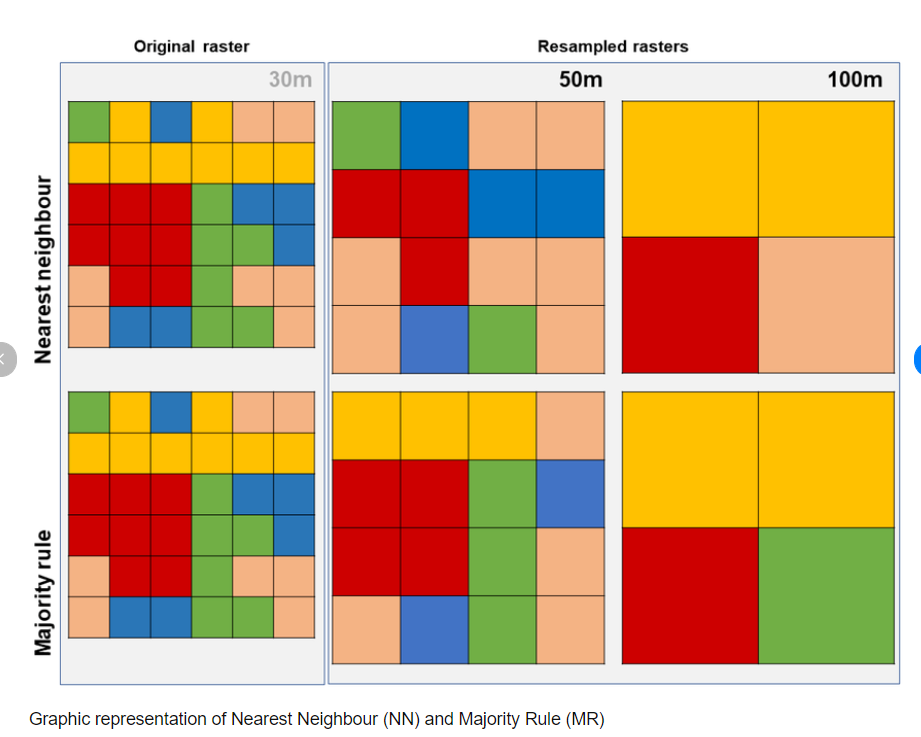 Original raster
Resampled rasters
30m
50m
100m
Nearest neighbour
Majority rule
Graphic representation of Nearest Neighbour (NN) and Majority Rule (MR)